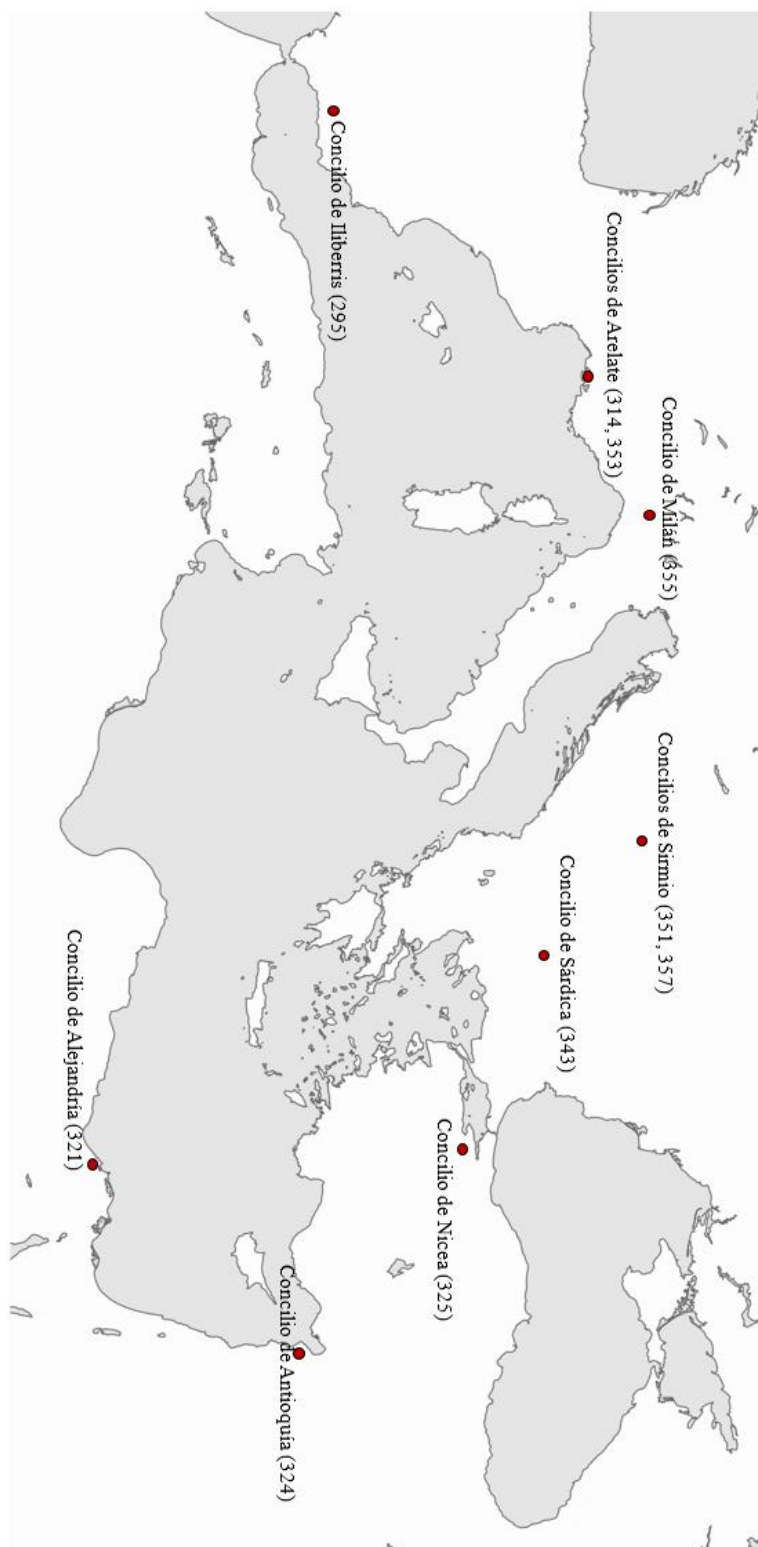 Concilio de Iliberris (295)
Concilios de Arelate (314, 353)
Concilio de Milán (355)
Concilios de Sirmio (351, 357)
Concilio de Sárdica (343)
Concilio de Nicea (325)
Concilio de Alejandría (321)
Concilio de Antioquía (324)